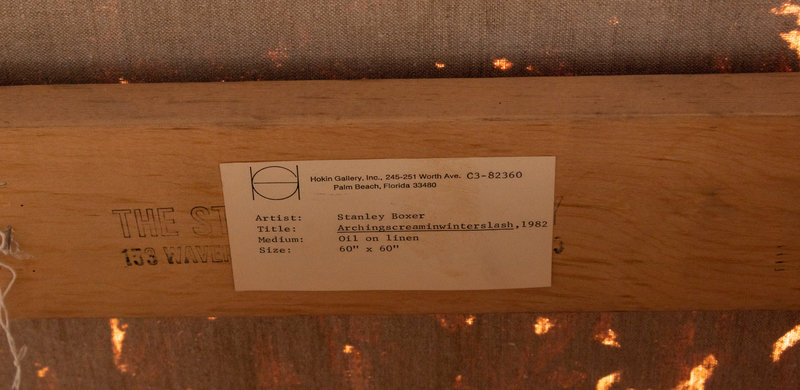 Hokin Gallery, Inc., 245-251 Worth Ave. C3-82360
Palm Beach, Florida 33480
Artist: Stanley Boxer
Title: Archingscreaminwinterslash,1982
Medium: Oil on linen
Size: 60" x 60"
THE ST
153 WAVER